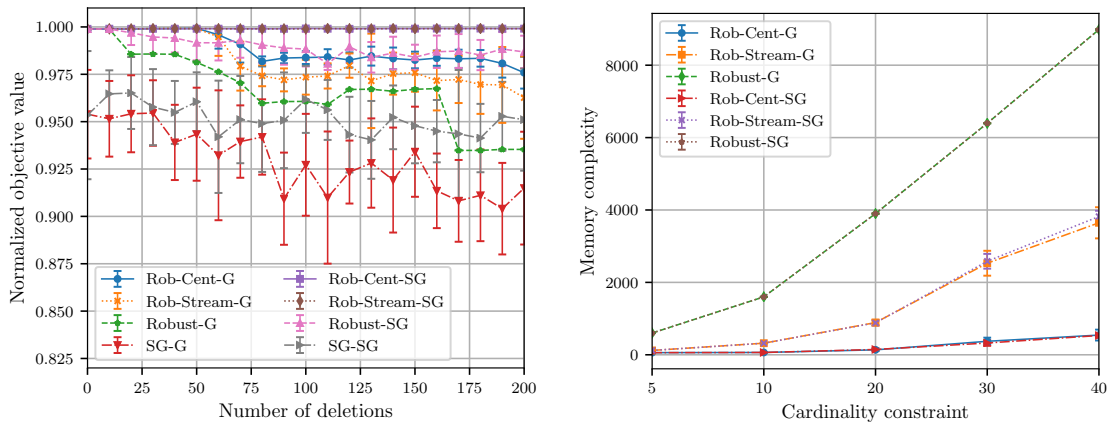 Normalized objective value
1.000
0.975
0.950
0.925
0.900
0.875
0.850
0.825
Rob-Cent-G
Rob-Stream-G
Robust-G
SG-G
Rob-Cent-SG
Rob-Stream-SG
Robust-SG
SG-SG
0 25 50 75 100 125 150 175 200
Number of deletions
Memory complexity
8000
6000
4000
2000
0
Rob-Cent-G
Rob-Stream-G
Robust-G
Rob-Cent-SG
Rob-Stream-SG
Robust-SG
5 10 20 30 40
Cardinality constraint